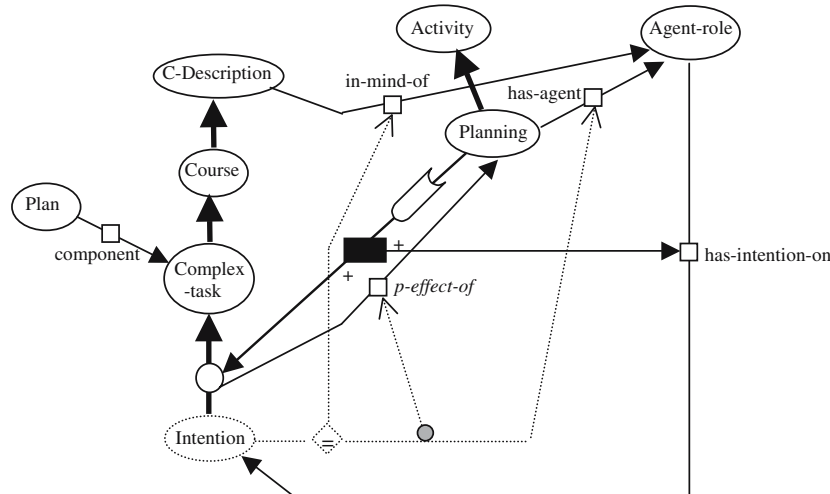 Activity
Agent-role
C-Description
in-mind-of
has-agent
Planning
Course
Plan
component
Complex
-task
+
has-intention-on
+
p-effect-of
Intention
=